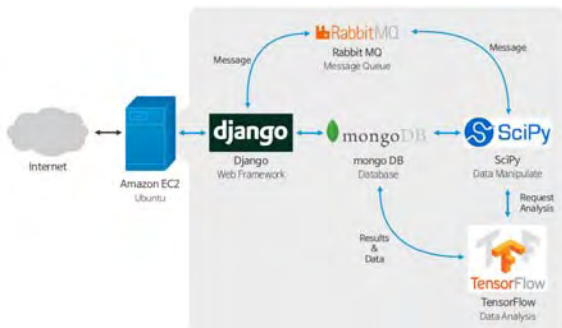 RabbitMQ
Rabbit MQ
Message Queue
Message
Message
django
mongoDB
SciPy
Internet
Amazon EC2
Ubuntu
Django
Web Framework
mongo DB
Database
SciPy
Data Manipulate
Request
Analysis
Results
&
Data
TensorFlow
TensorFlow
Data Analysis